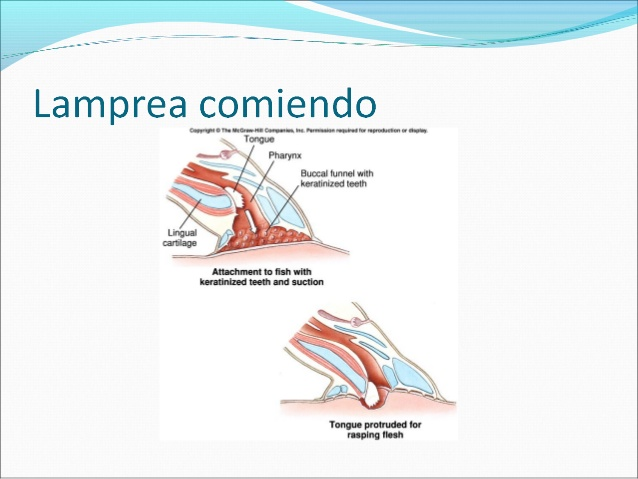 Lamprea comiendo
Copyright © The McGraw-Hill Companies, Inc. Permission required for reproduction or display.
Tongue
Pharynx
Buccal funnel with
keratinized teeth
Lingual
cartilage
Attachment to fish with
keratinized teeth and suction
Tongue protruded for
rasping flesh